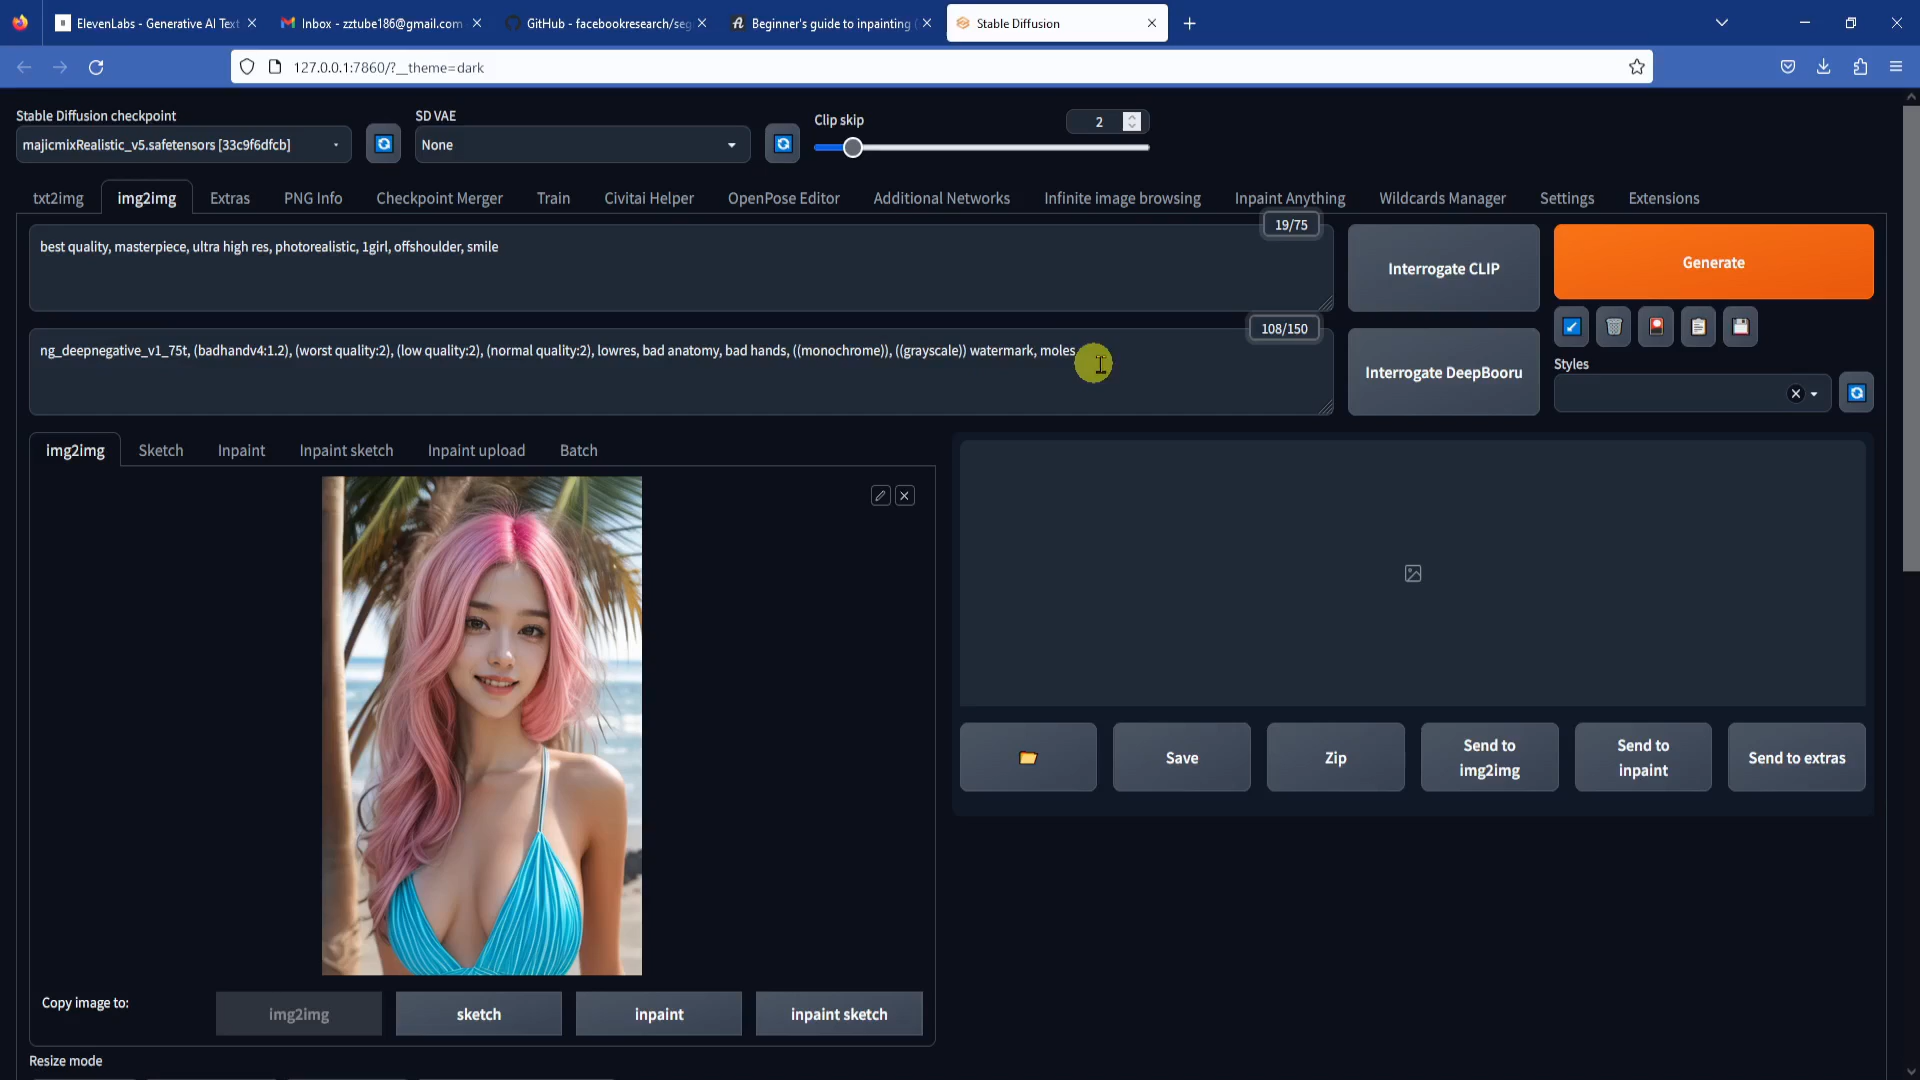 ElevenLabs - Generative AI Text
Inbox - zztube186@gmail.com
GitHub - facebookresearch/seg
Beginner's guide to inpainting (
Stable Diffusion
127.0.0.1:7860/?__theme=dark
Stable Diffusion checkpoint
SD VAE
Clip skip
2
majicmixRealistic_v5.safetensors [33c9f6dfcb]
None
txt2img
img2img
Extras
PNG Info
Checkpoint Merger
Train
Civitai Helper
OpenPose Editor
Additional Networks
Infinite image browsing
Inpaint Anything
Wildcards Manager
Settings
Extensions
19/75
best quality, masterpiece, ultra high res, photorealistic, 1girl, offshoulder, smile
Interrogate CLIP
Generate
108/150
ng_deepnegative_v1_75t, (badhandv4:1.2), (worst quality:2), (low quality:2), (normal quality:2), lowres, bad anatomy, bad hands, ((monochrome)), ((grayscale)) watermark, moles
Interrogate DeepBooru
Styles
img2img
Sketch
Inpaint
Inpaint sketch
Inpaint upload
Batch
Save
Zip
Send to
img2img
Send to
inpaint
Send to extras
Copy image to:
img2img
sketch
inpaint
inpaint sketch
Resize mode